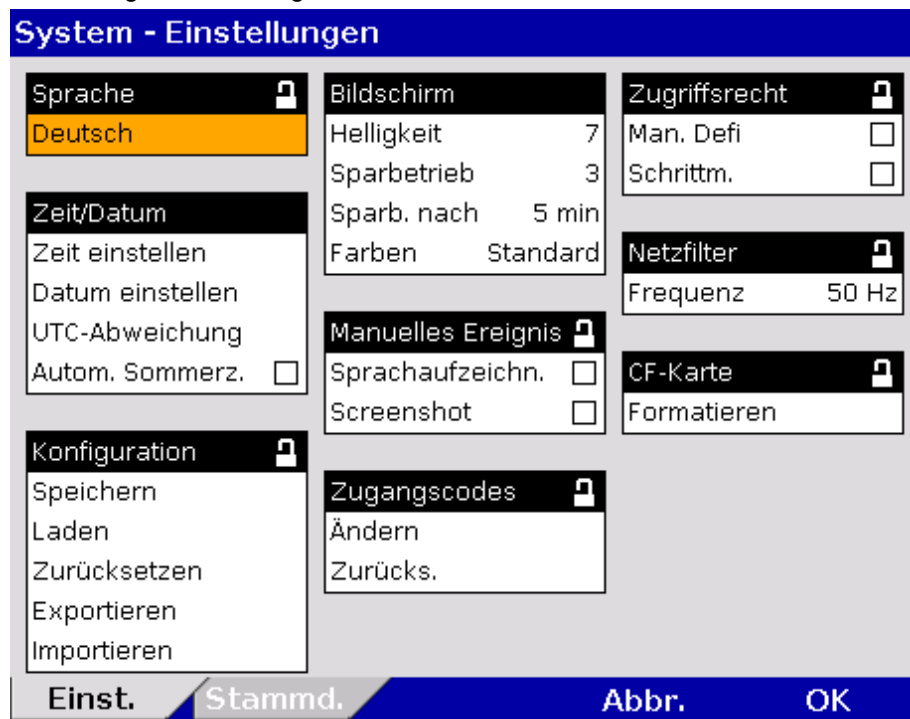 System - Einstellungen
Sprache
Deutsch
Zeit/Datum
Zeit einstellen
Datum einstellen
UTC-Abweichung
Autom. Sommerz.
Konfiguration
Speichern
Laden
Zurücksetzen
Exportieren
Importieren
Bildschirm
Helligkeit 7
Sparbetrieb 3
Sparb. nach 5 min
Farben Standard
Manuelles Ereignis
Sprachaufzeichn.
Screenshot
Zugangscodes
Ändern
Zurücks.
Zugriffsrecht
Man. Defi
Schrittm.
Netzfilter
Frequenz 50 Hz
CF-Karte
Formatieren
Einst. Stammd. Abbr. OK